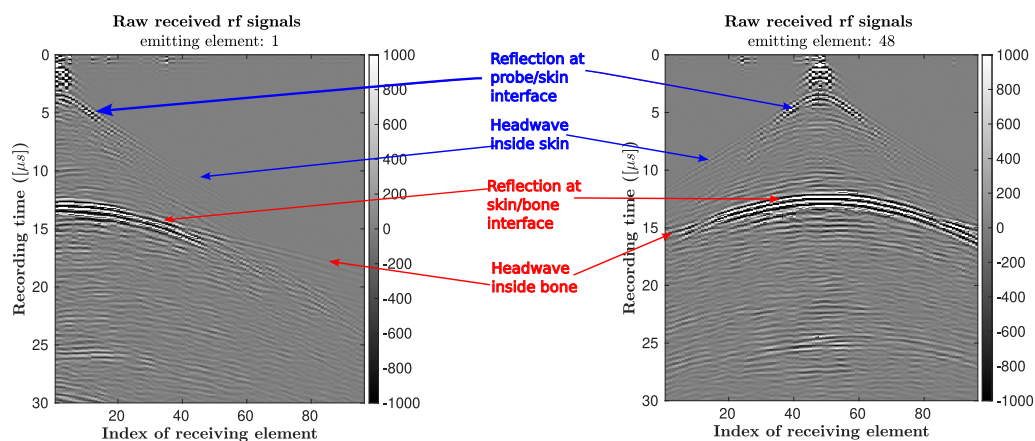 Raw received rf signals
emitting element: 1
0
5
10
15
20
25
30
Recording time ([μs])
20
40
60
80
Index of receiving element
1000
800
600
400
200
0
-200
-400
-600
-800
-1000
Reflection at
probe/skin
interface
Headwave
inside skin
Reflection at
skin/bone
interface
Headwave
inside bone
Raw received rf signals
emitting element: 48
0
5
10
15
20
25
30
Recording time ([μs])
20
40
60
80
Index of receiving element
1000
800
600
400
200
0
-200
-400
-600
-800
-1000